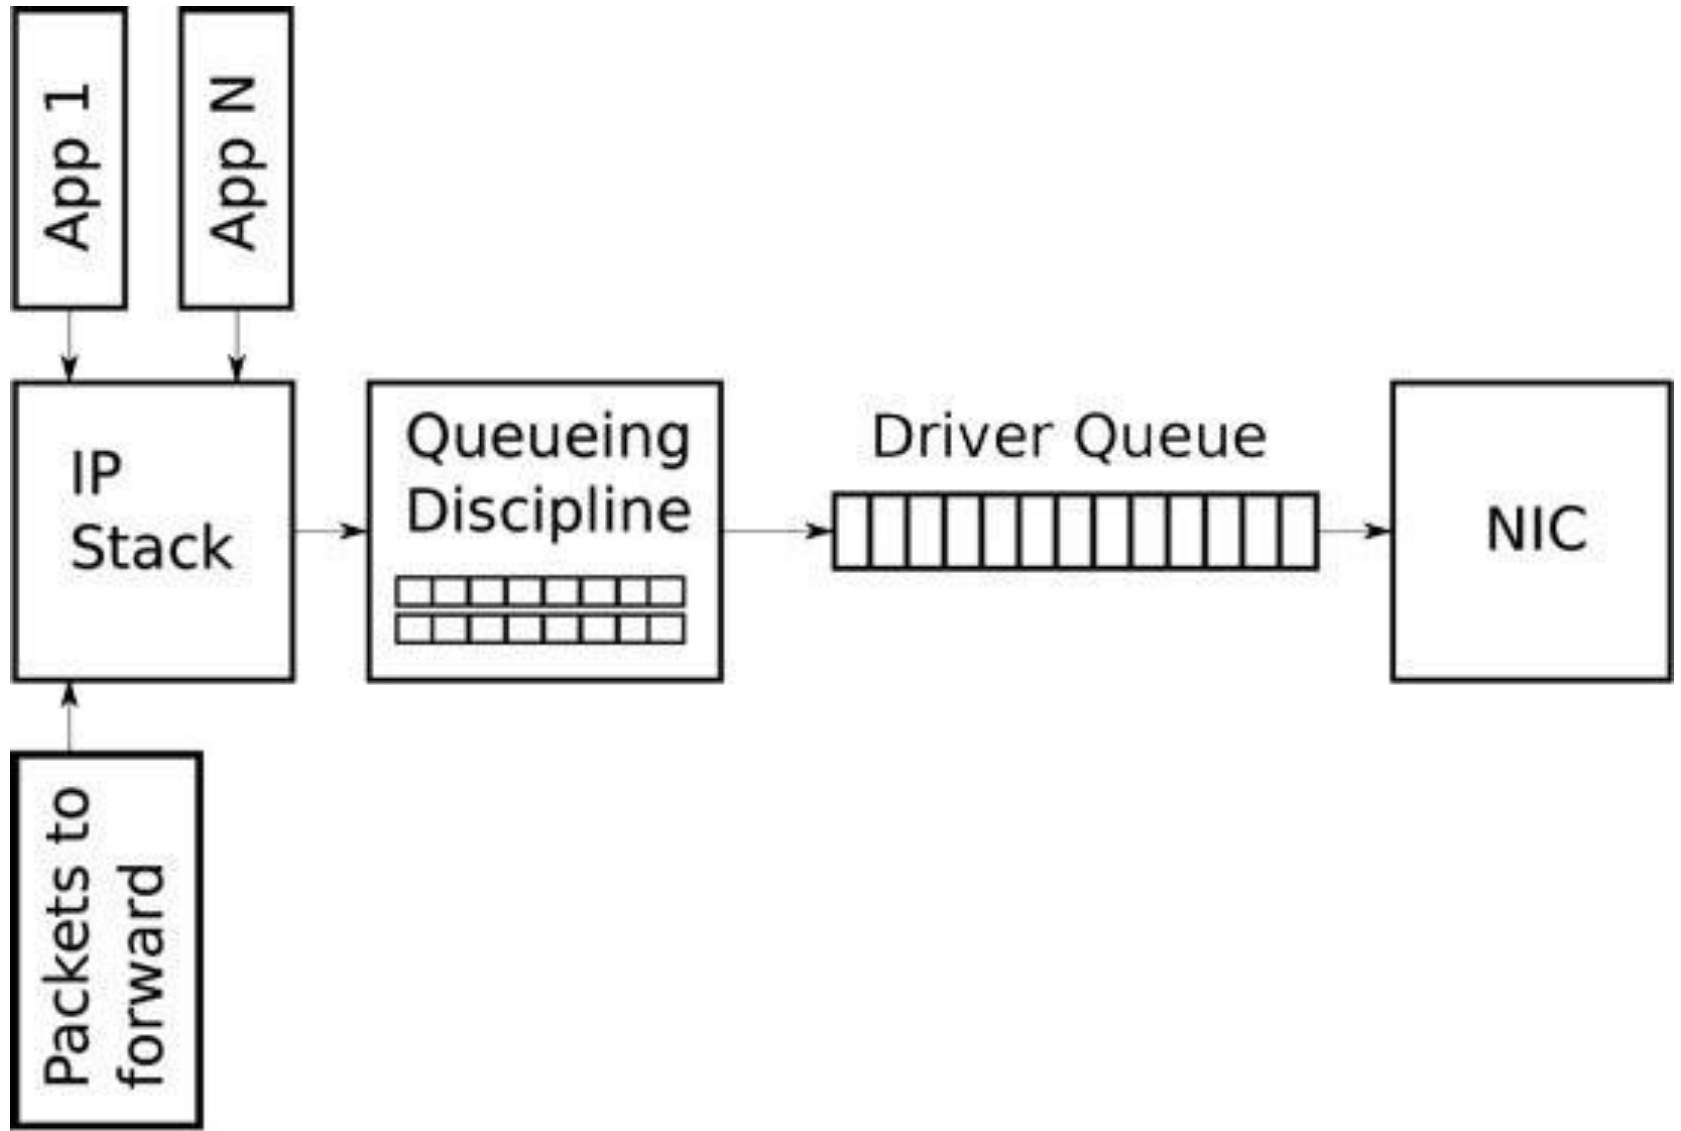 App 1
App N
IP
Stack
Queueing
Discipline
Driver Queue
NIC
Packets to
forward